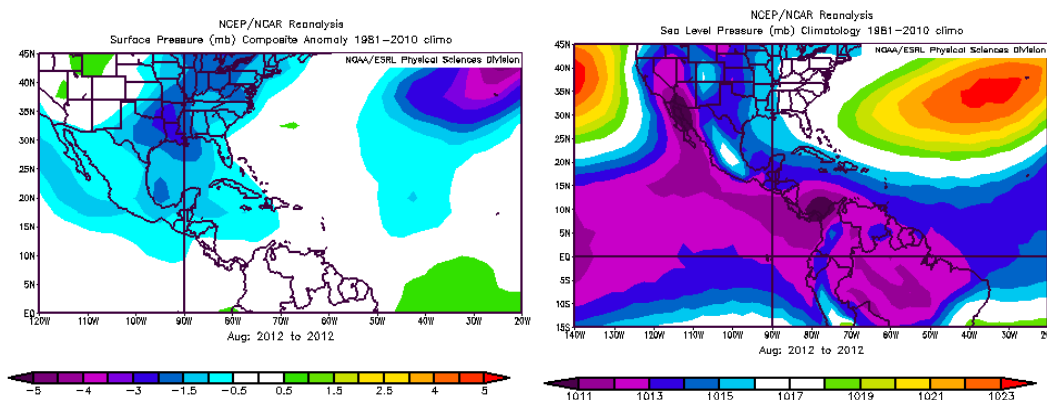 NCEP/NCAR Reanalysis
Surface Pressure (mb) Composite Anomaly 1981-2010 climo
NOAA/ESRL Physical Sciences Division
45N
40N
35N
30N
25N
20N
15N
10N
5N
EQ
120W 110W 100W 90W 80W 70W 60W 50W 40W 30W 20W
Aug: 2012 to 2012
-5 -4 -3 -1.5 -0.5 0.5 1.5 2.5 4 5
NCEP/NCAR Reanalysis
Sea Level Pressure (mb) Climatology 1981-2010 climo
NOAA/ESRL Physical Sciences Division
45N
40N
35N
30N
25N
20N
15N
10N
5N
EQ
5S
10S
15S
140W 130W 120W 110W 100W 90W 80W 70W 60W 50W 40W 30W
Aug: 2012 to 2012
1011 1013 1015 1017 1019 1021 1023